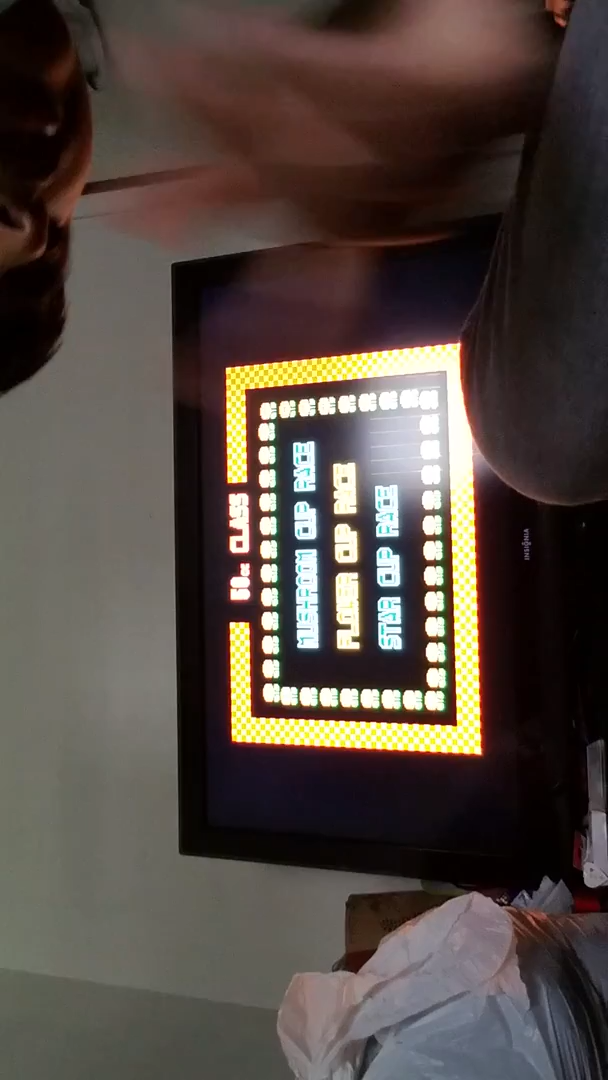 50cc CLASS
MUSHROOM CUP RACE
FLOWER CUP RACE
STAR CUP RACE
INSIGNIA